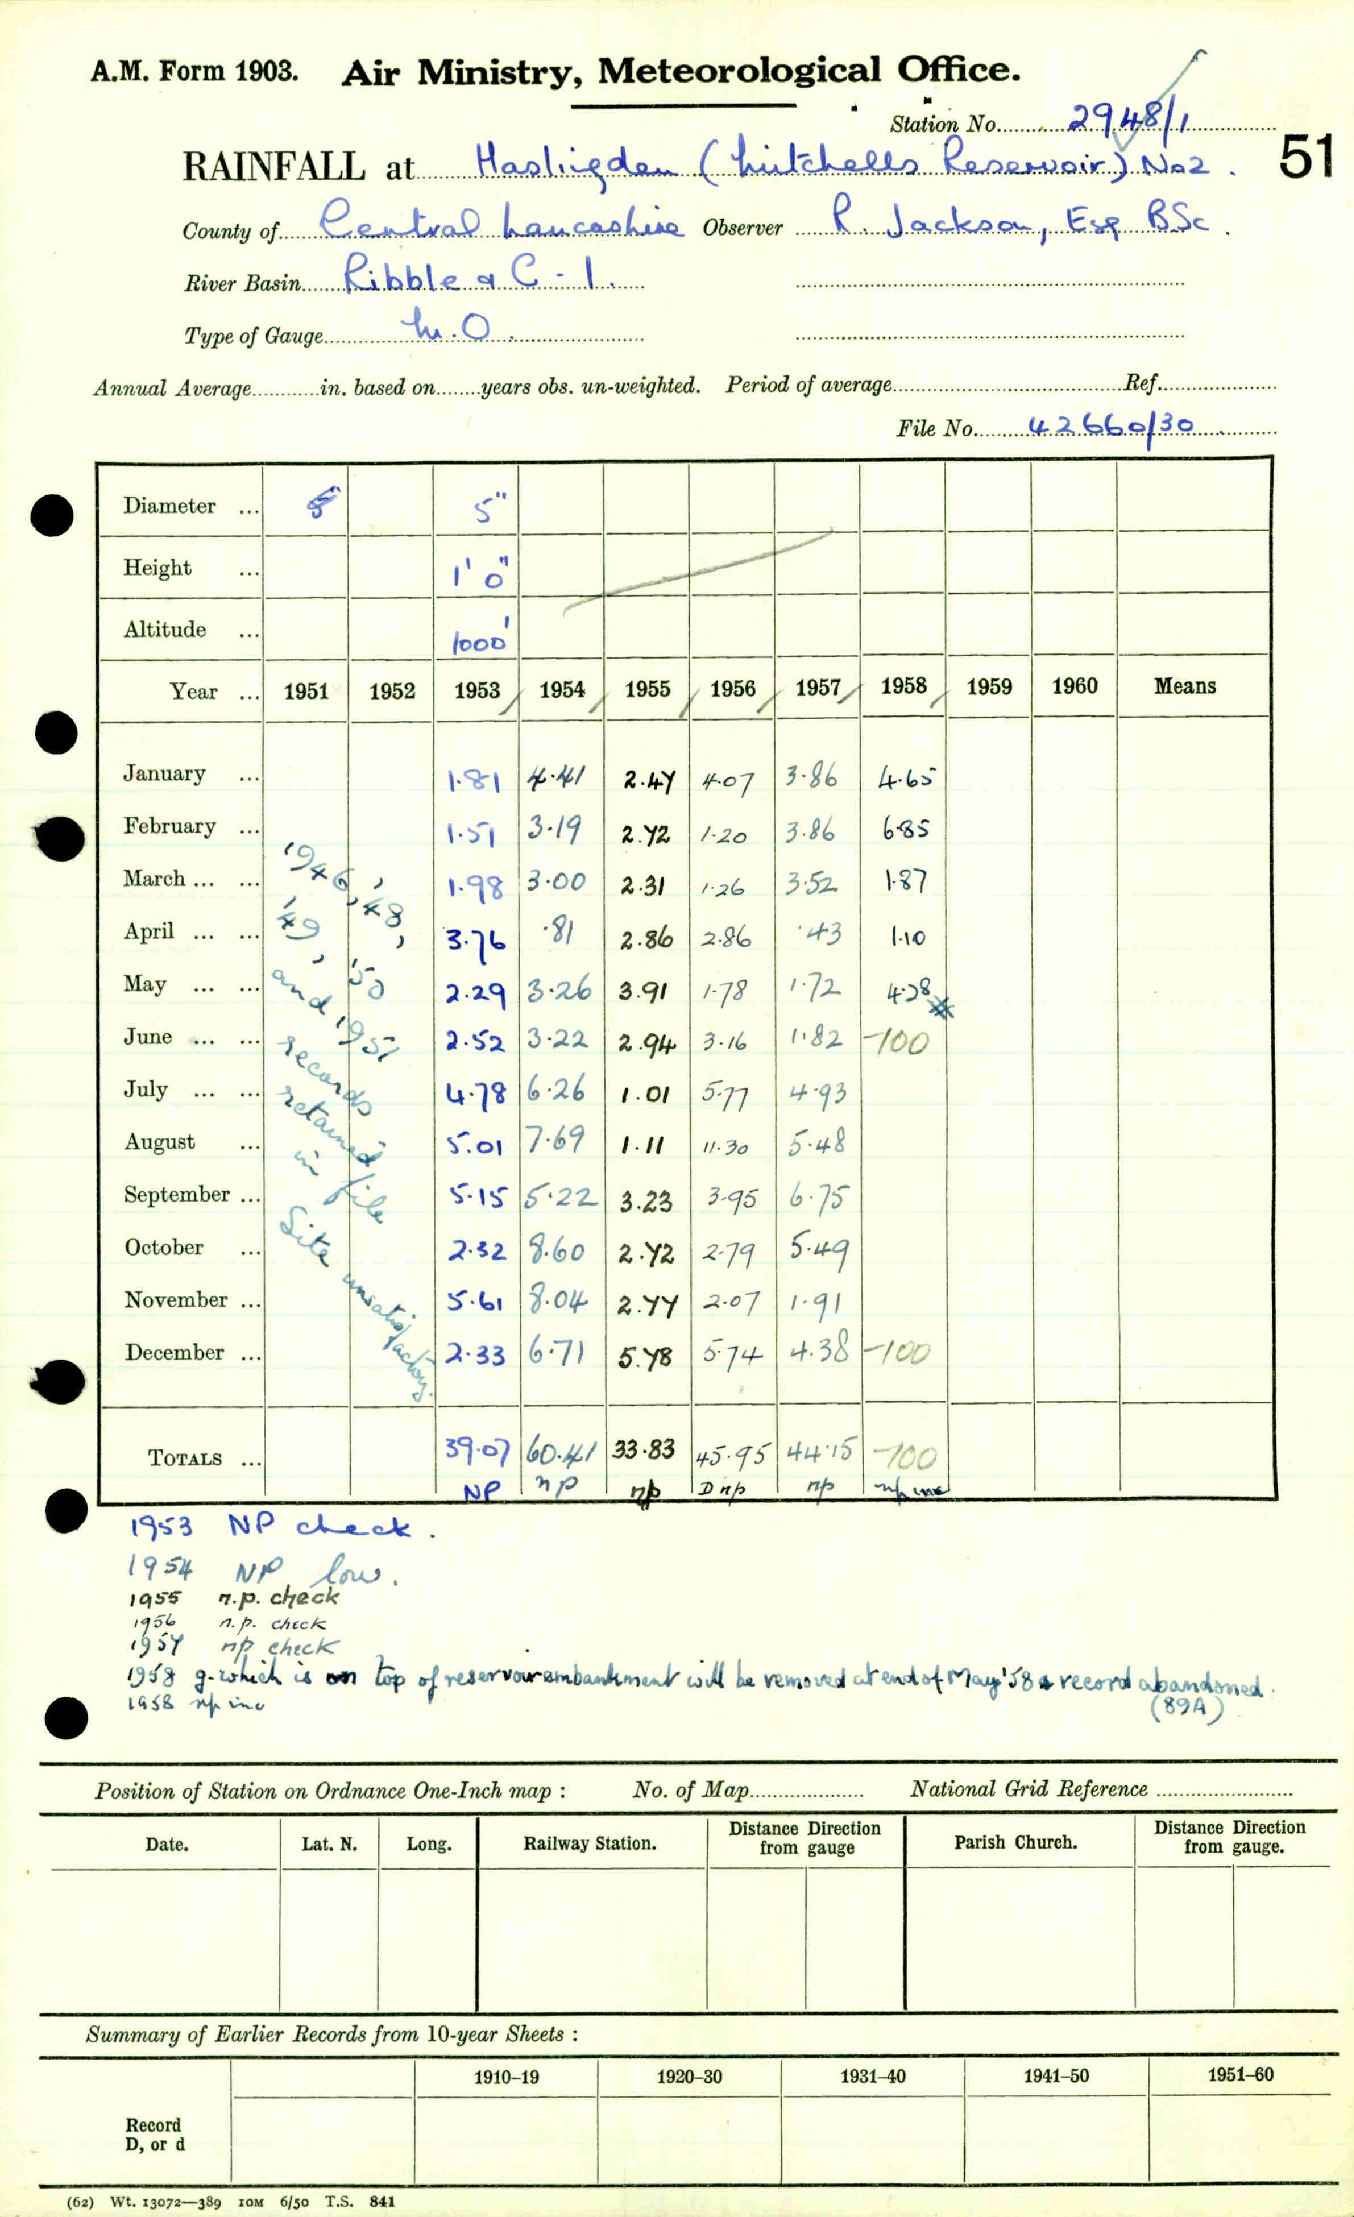 A.M. Form 1903. Air Ministry, Meteorological Office.
Station No. 2948/1
RAINFALL at Haslingden (Mitchells Reservoir) No2. 51
County of Central Lancashire Observer R. Jackson, Esq BSc.
River Basin Ribble & C - 1.
Type of Gauge M.O.
Annual Average in. based on years obs. un-weighted. Period of average Ref.
File No. 42660/30
Diameter ... 8" 5"
Height ... 1' 0"
Altitude ... 1000'
Year ... 1951 1952 1953 1954 1955 1956 1957 1958 1959 1960 Means
January ... 1.81 4.41 2.47 4.07 3.86 4.65
February ... 1.51 3.19 2.72 1.20 3.86 6.85
March ... ... 1.98 3.00 2.31 1.26 3.52 1.87
April ... ... 3.76 .81 2.86 2.86 .43 1.10
May ... ... 2.29 3.26 3.91 1.78 1.72 4.28
June ... ... 2.52 3.22 2.94 3.16 1.82 -100
July ... ... 4.78 6.26 1.01 5.77 4.93
August ... 5.01 7.69 1.11 11.30 5.48
September ... 5.15 5.22 3.23 3.95 6.75
October ... 2.32 8.60 2.72 2.79 5.49
November ... 5.61 8.04 2.77 2.07 1.91
December ... 2.33 6.71 5.78 5.74 4.38 -100
1946, '48,
'49, '50
and 1951
records
retained
in file
Site unsatisfactory.
TOTALS ... 39.07 60.41 33.83 45.95 44.15 -100
NP np np D np np np inc
1953 NP check.
1954 NP low.
1955 n.p. check
1956 n.p. check
1957 np check
1958 g. which is on top of reservoir embankment will be removed at end of May '58 & record abandoned.
(89A)
1958 np inc
Position of Station on Ordnance One-Inch map : No. of Map National Grid Reference
Date. Lat. N. Long. Railway Station. Distance Direction from gauge Parish Church. Distance Direction from gauge.
Summary of Earlier Records from 10-year Sheets :
1910–19 1920–30 1931–40 1941–50 1951–60
Record
D, or d
(62) Wt. 13072—389 10M 6/50 T.S. 841